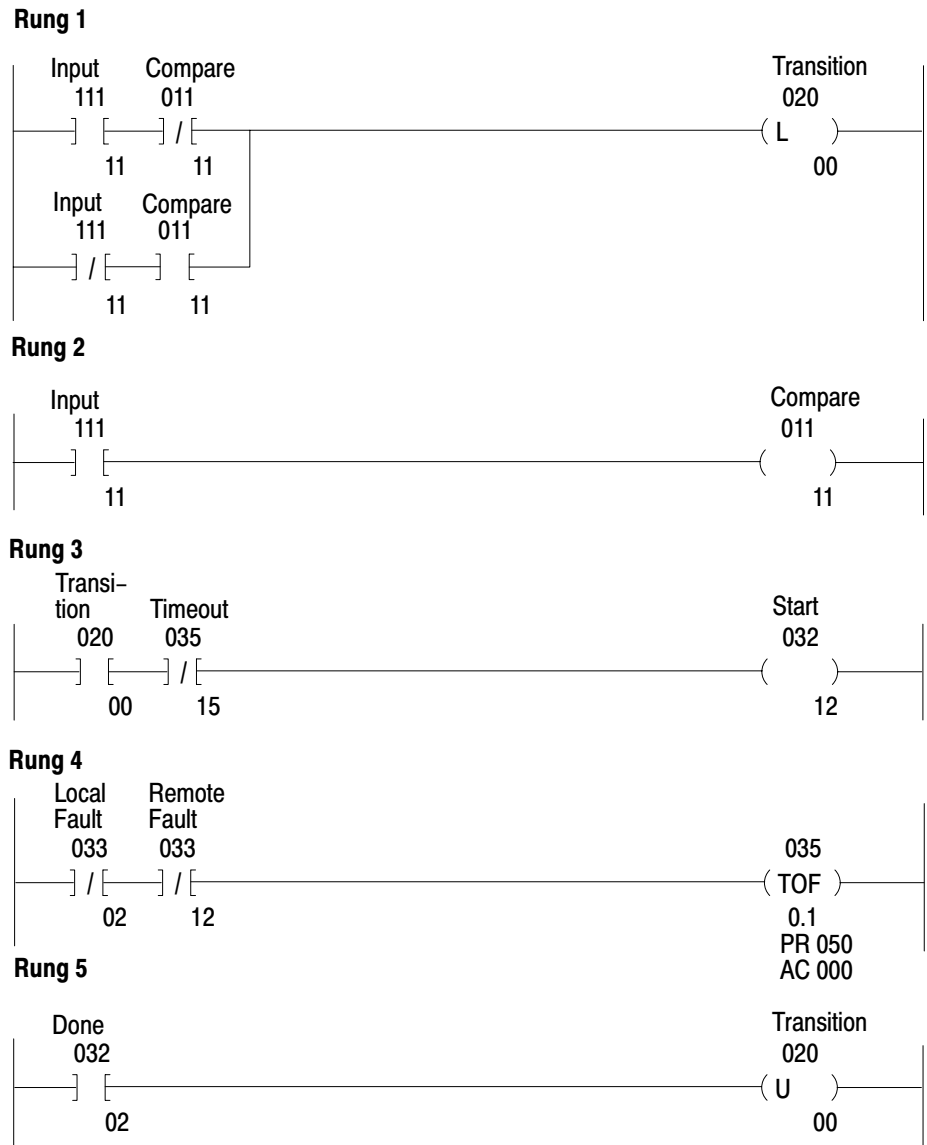 Rung 1
Input Compare Transition
111 011 020
] [ ] / [ ( L )
11 11 00
Input Compare
111 011
] / [ ] [
11 11
Rung 2
Input Compare
111 011
] [ ( )
11 11
Rung 3
Transi–
tion Timeout Start
020 035 032
] [ ] / [ ( )
00 15 12
Rung 4
Local Remote
Fault Fault
033 033 035
] / [ ] / [ ( TOF )
02 12 0.1
PR 050
AC 000
Rung 5
Done Transition
032 020
] [ ( U )
02 00